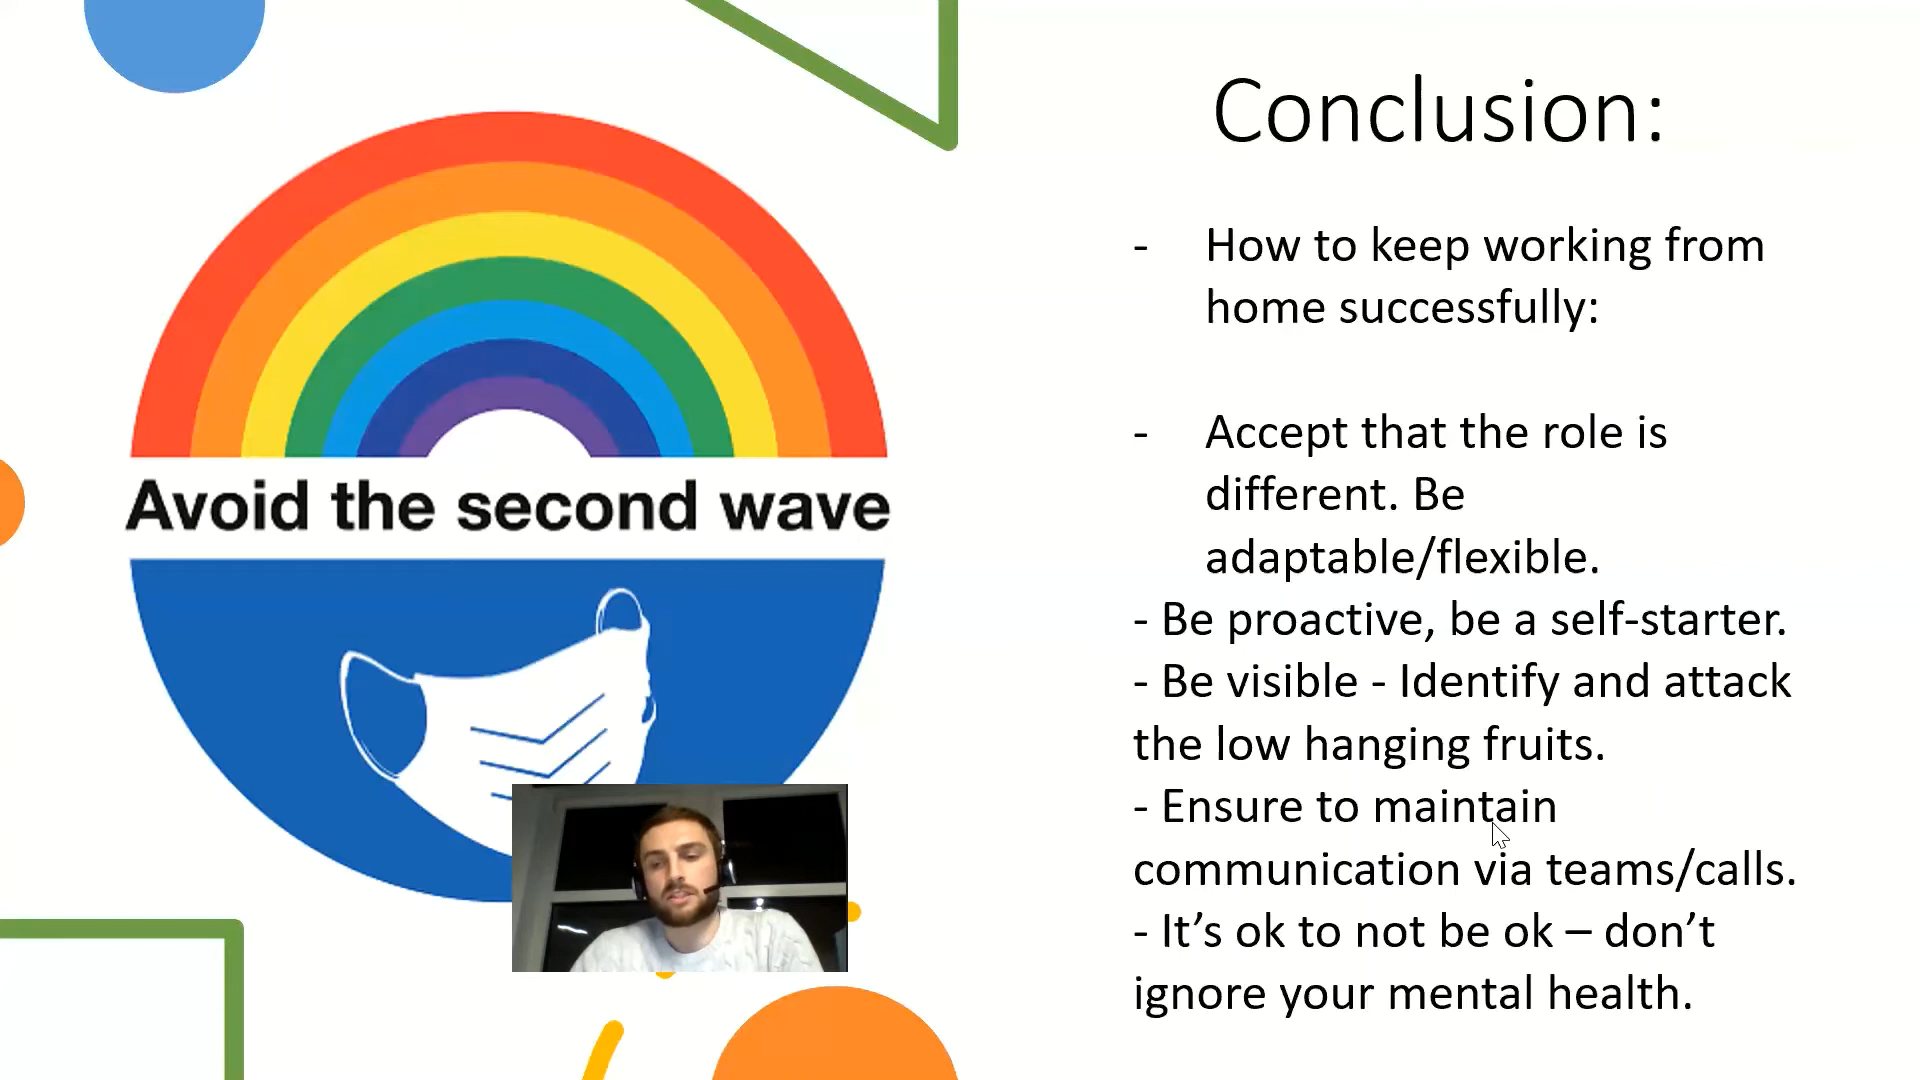 Avoid the second wave
Conclusion:
- How to keep working from
home successfully:
- Accept that the role is
different. Be
adaptable/flexible.
- Be proactive, be a self-starter.
- Be visible - Identify and attack
the low hanging fruits.
- Ensure to maintain
communication via teams/calls.
- It’s ok to not be ok – don’t
ignore your mental health.